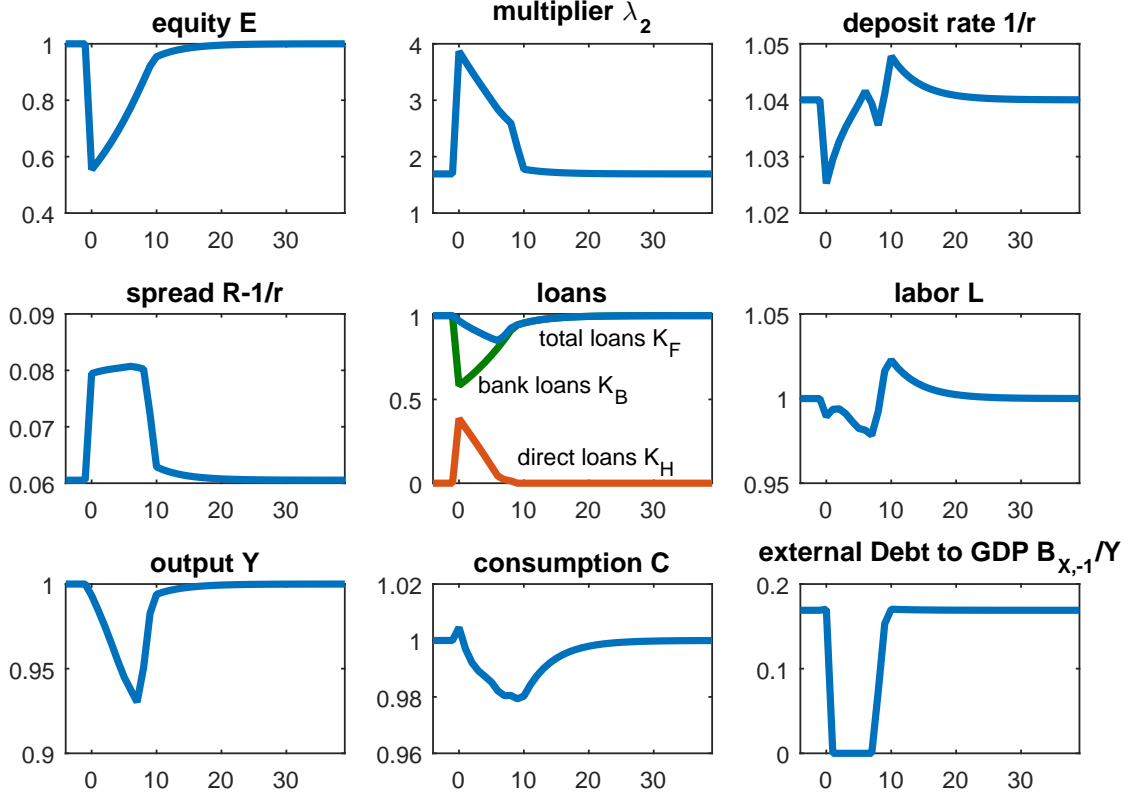 equity E
multiplier λ2
deposit rate 1/r
1
0.8
0.6
0.4
0 10 20 30
4
3
2
1
0 10 20 30
1.05
1.04
1.03
1.02
0 10 20 30
spread R-1/r
loans
labor L
0.09
0.08
0.07
0.06
0 10 20 30
1
0.5
0
total loans K_F
bank loans K_B
direct loans K_H
0 10 20 30
1.05
1
0.95
0 10 20 30
output Y
consumption C
external Debt to GDP B_X,-1/Y
1
0.95
0.9
0 10 20 30
1.02
1
0.98
0.96
0 10 20 30
0.2
0.1
0
0 10 20 30